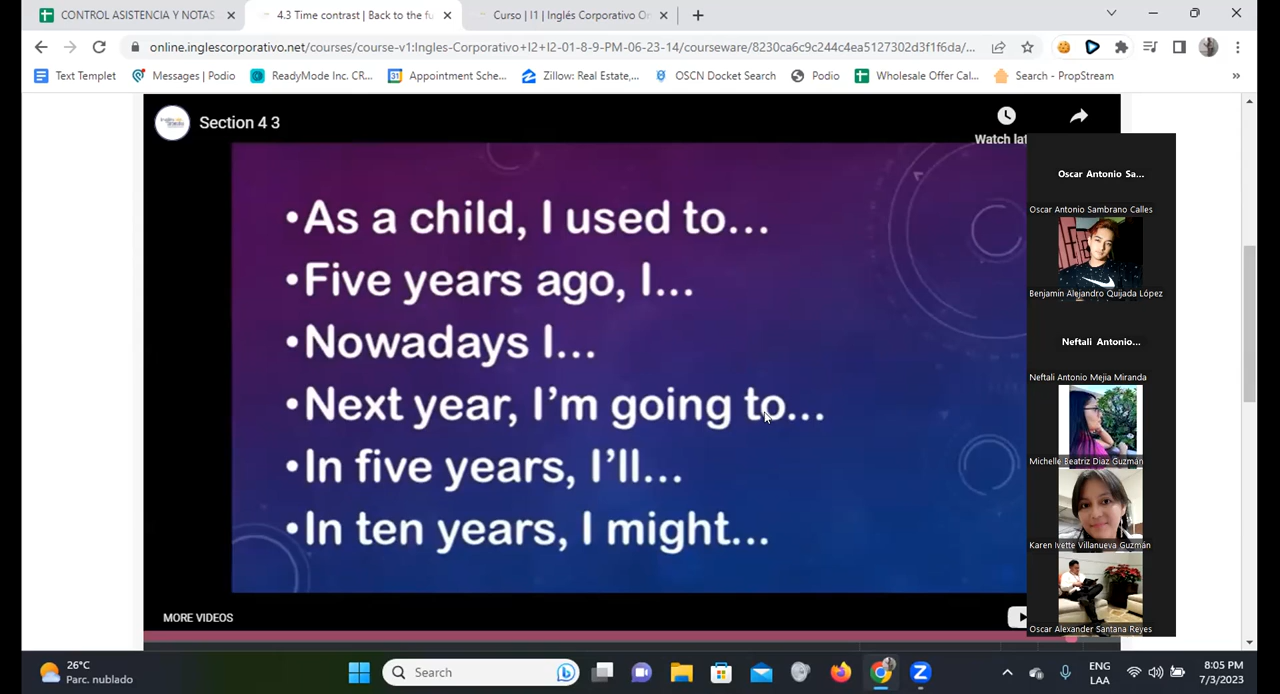 CONTROL ASISTENCIA Y NOTAS
4.3 Time contrast | Back to the fu
Curso | I1 | Inglés Corporativo On
online.inglescorporativo.net/courses/course-v1:Ingles-Corporativo+I2+I2-01-8-9-PM-06-23-14/courseware/8230ca6c9c244c4ea5127302d3f1f6da/...
Text Templet
Messages | Podio
ReadyMode Inc. CR...
Appointment Sche...
Zillow: Real Estate,...
OSCN Docket Search
Podio
Wholesale Offer Cal...
Search - PropStream
»
Section 4 3
Watch lat
•As a child, I used to...
•Five years ago, I...
•Nowadays I...
•Next year, I'm going to...
•In five years, I'll...
•In ten years, I might...
MORE VIDEOS
Oscar Antonio Sa...
Oscar Antonio Sambrano Calles
Benjamin Alejandro Quijada López
Neftali Antonio...
Neftali Antonio Mejia Miranda
Michelle Beatriz Diaz Guzmán
Karen Ivette Villanueva Guzmán
Oscar Alexander Santana Reyes
26°C
Parc. nublado
Search
ENG
LAA
8:05 PM
7/3/2023